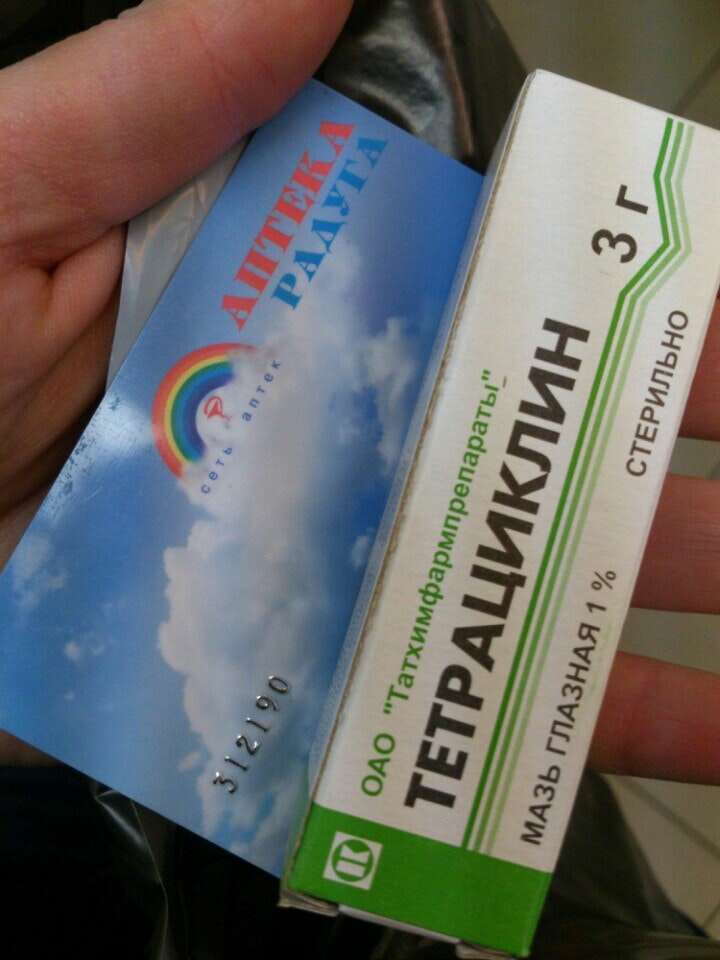 АПТЕКА
РАДУГА
сеть аптек
312190
ОАО "Татхимфармпрепараты"
ТЕТРАЦИКЛИН
3 г
МАЗЬ ГЛАЗНАЯ 1 %
СТЕРИЛЬНО